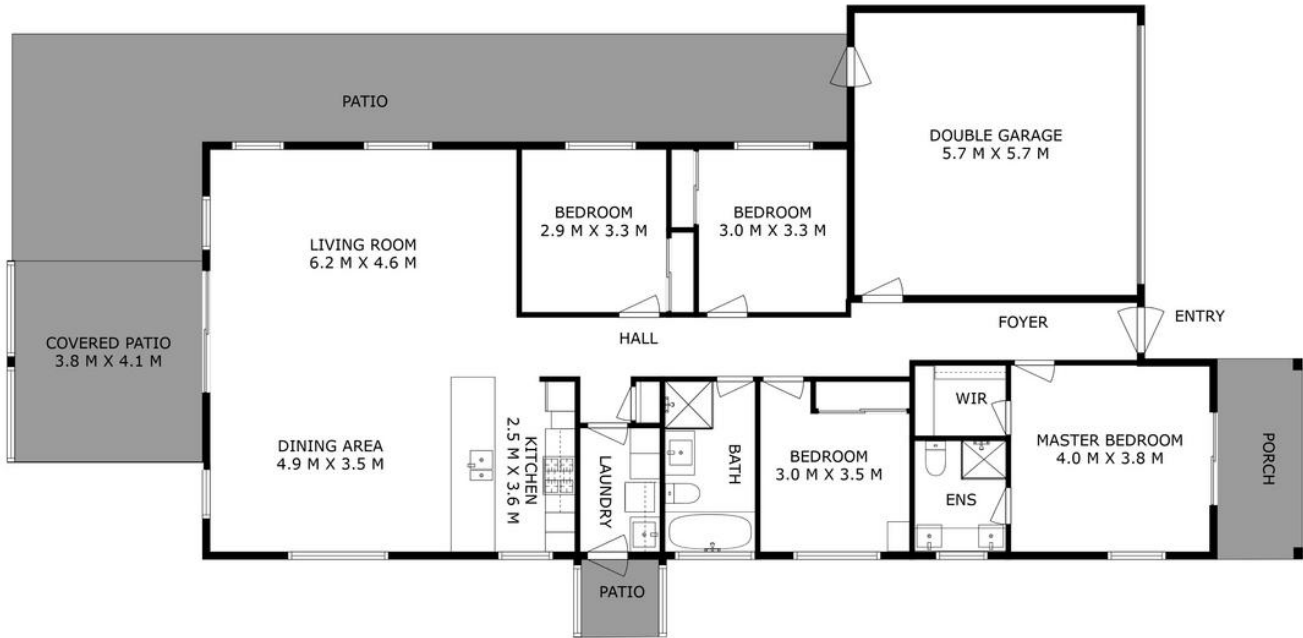 PATIO
DOUBLE GARAGE
5.7 M X 5.7 M
BEDROOM
2.9 M X 3.3 M
BEDROOM
3.0 M X 3.3 M
LIVING ROOM
6.2 M X 4.6 M
ENTRY
FOYER
HALL
COVERED PATIO
3.8 M X 4.1 M
WIR
MASTER BEDROOM
4.0 M X 3.8 M
PORCH
DINING AREA
4.9 M X 3.5 M
KITCHEN
2.5 M X 3.6 M
LAUNDRY
BATH
BEDROOM
3.0 M X 3.5 M
ENS
PATIO